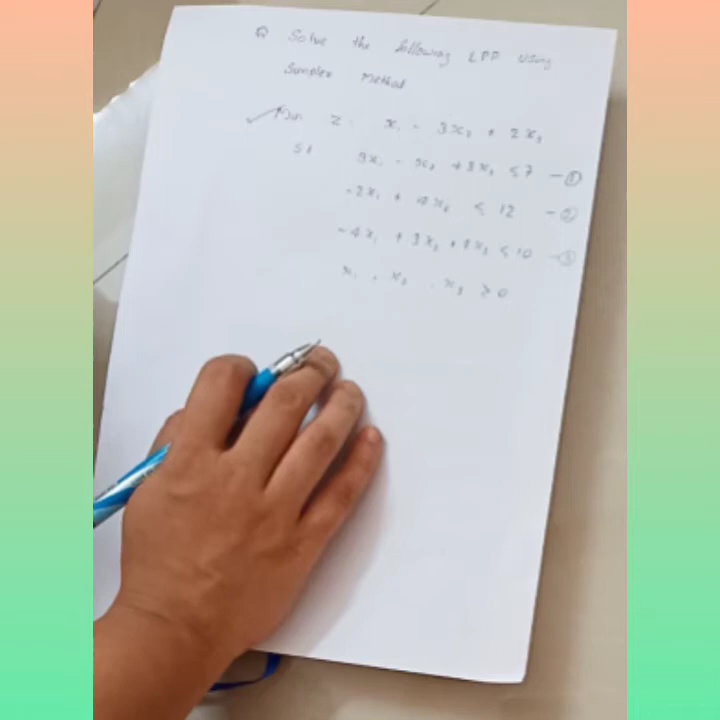 Q Solve the following LPP using
Simplex Method
✓ Min Z = x₁ - 3x₂ + 2x₃
St 3x₁ - x₂ + 3x₃ ≤ 7 - ①
-2x₁ + 4x₂ ≤ 12 - ②
-4x₁ + 3x₂ + 8x₃ ≤ 10 - ③
x₁, x₂, x₃ ≥ 0